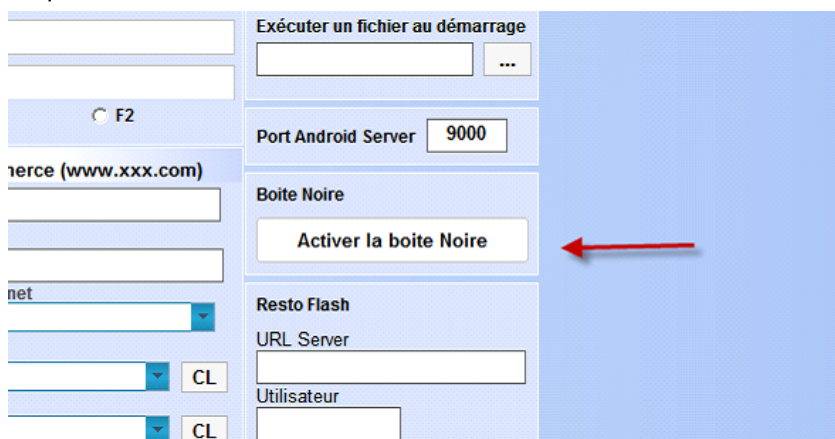 Exécuter un fichier au démarrage
...
F2
Port Android Server 9000
merce (www.xxx.com)
Boite Noire
Activer la boite Noire
net
Resto Flash
URL Server
CL
Utilisateur
CL